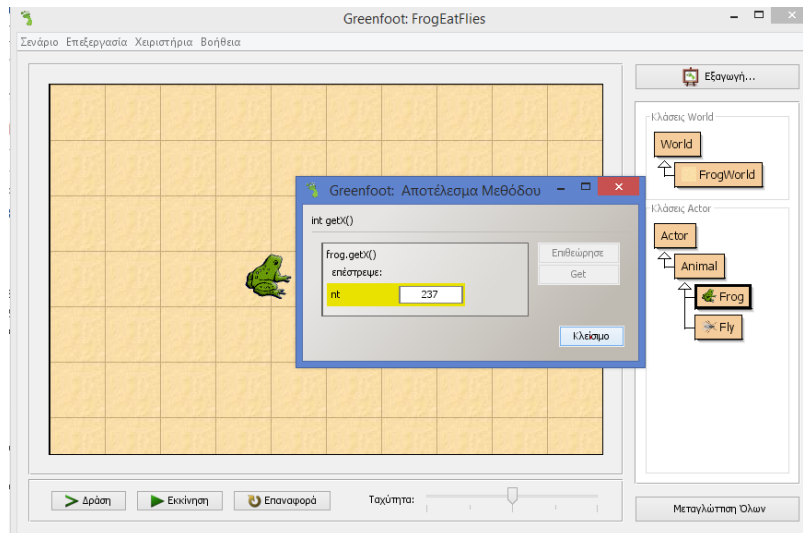 Greenfoot: FrogEatFlies
Σενάριο Επεξεργασία Χειριστήρια Βοήθεια
Εξαγωγή...
Κλάσεις World
World
FrogWorld
Κλάσεις Actor
Actor
Animal
Frog
Fly
Greenfoot: Αποτέλεσμα Μεθόδου
int getX()
frog.getX()
επέστρεψε:
nt 237
Επιθεώρησε
Get
Κλείσιμο
Δράση Εκκίνηση Επαναφορά Ταχύτητα:
Μεταγλώττιση Όλων